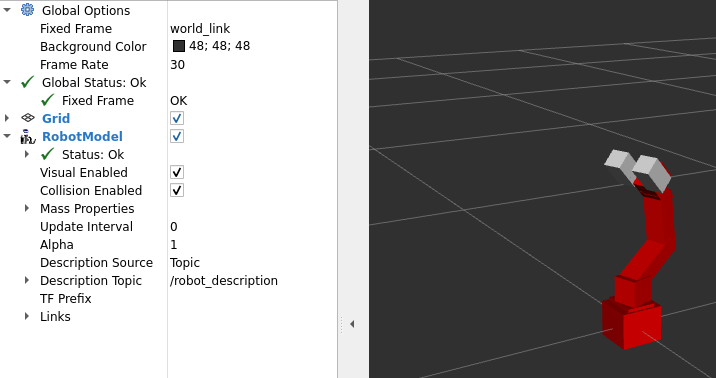 Global Options
Fixed Frame world_link
Background Color 48; 48; 48
Frame Rate 30
Global Status: Ok
Fixed Frame OK
Grid
RobotModel
Status: Ok
Visual Enabled
Collision Enabled
Mass Properties
Update Interval 0
Alpha 1
Description Source Topic
Description Topic /robot_description
TF Prefix
Links